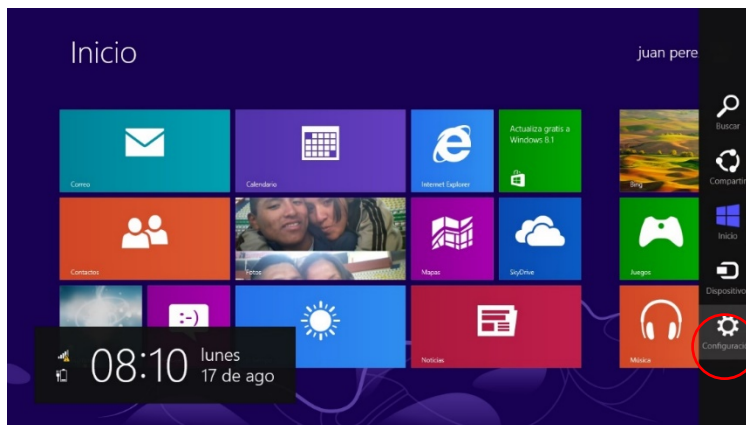 Inicio
juan pere
Buscar
Compartir
Inicio
Dispositivo
Configuració
Correo
Calendario
Internet Explorer
Actualiza gratis a
Windows 8.1
Bing
Contactos
Fotos
Mapas
SkyDrive
Juegos
:-)
Noticias
Música
08:10
lunes
17 de ago